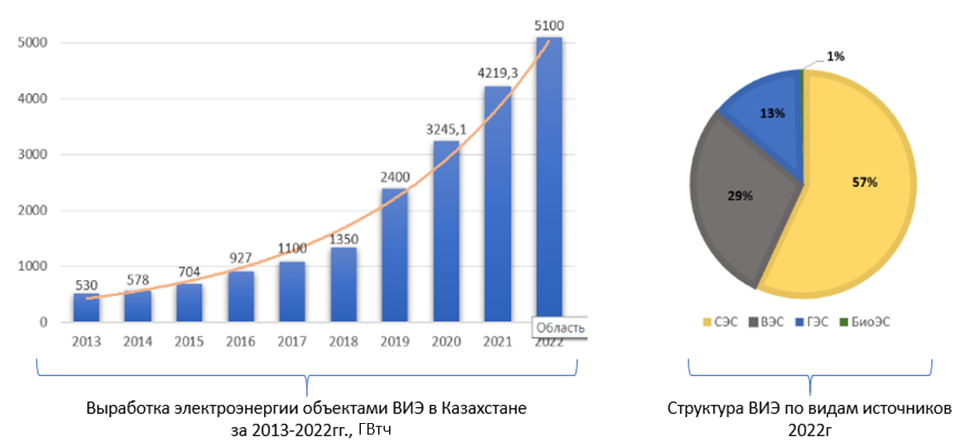 5100
5000
4219,3
4000
3245,1
3000
2400
2000
1350
1100
927
1000
704
578
530
0
2013 2014 2015 2016 2017 2018 2019 2020 2021 2022
Область
1%
13%
57%
29%
СЭС ВЭС ГЭС БиоЭС
Выработка электроэнергии объектами ВИЭ в Казахстане
за 2013-2022гг., ГВтч
Структура ВИЭ по видам источников
2022г